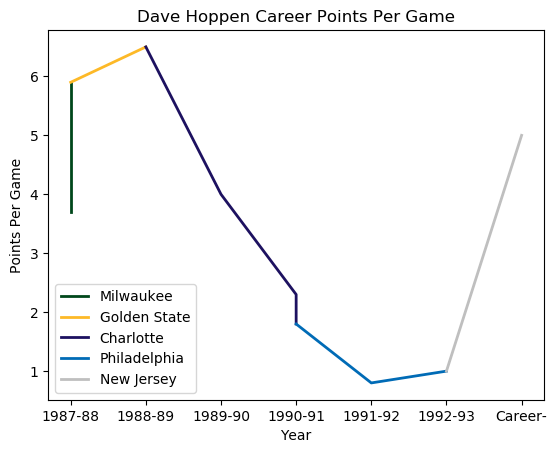 Dave Hoppen Career Points Per Game
Points Per Game
6
5
4
3
2
1
Milwaukee
Golden State
Charlotte
Philadelphia
New Jersey
1987-88 1988-89 1989-90 1990-91 1991-92 1992-93 Career-
Year